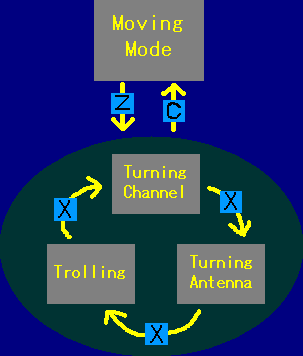 Moving
Mode
Z
C
Turning
Channel
X
X
Trolling
Turning
Antenna
X